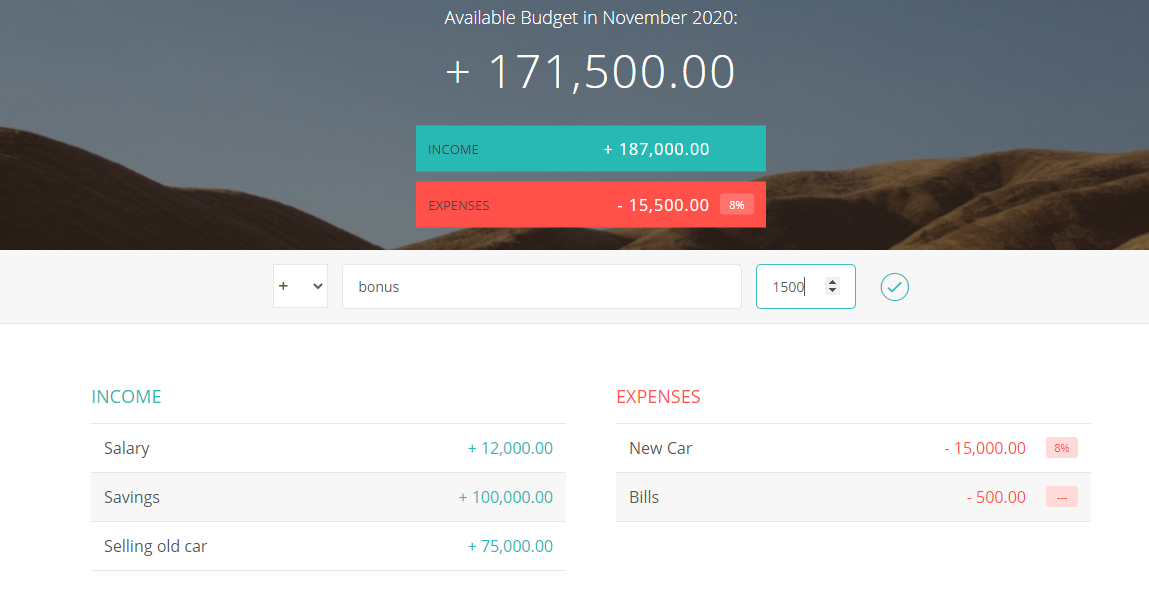 Available Budget in November 2020:
+ 171,500.00
INCOME + 187,000.00
EXPENSES - 15,500.00 8%
+ bonus 1500
INCOME
Salary + 12,000.00
Savings + 100,000.00
Selling old car + 75,000.00
EXPENSES
New Car - 15,000.00 8%
Bills - 500.00 ---